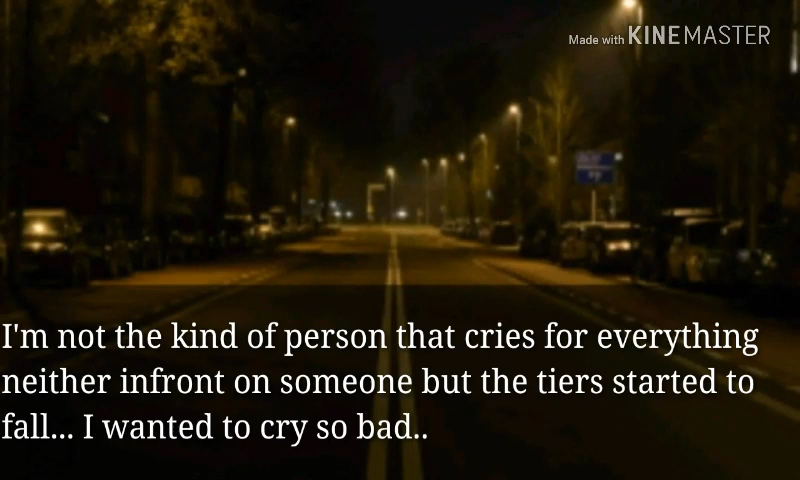 Made with KINEMASTER
I'm not the kind of person that cries for everything
neither infront on someone but the tiers started to
fall... I wanted to cry so bad..